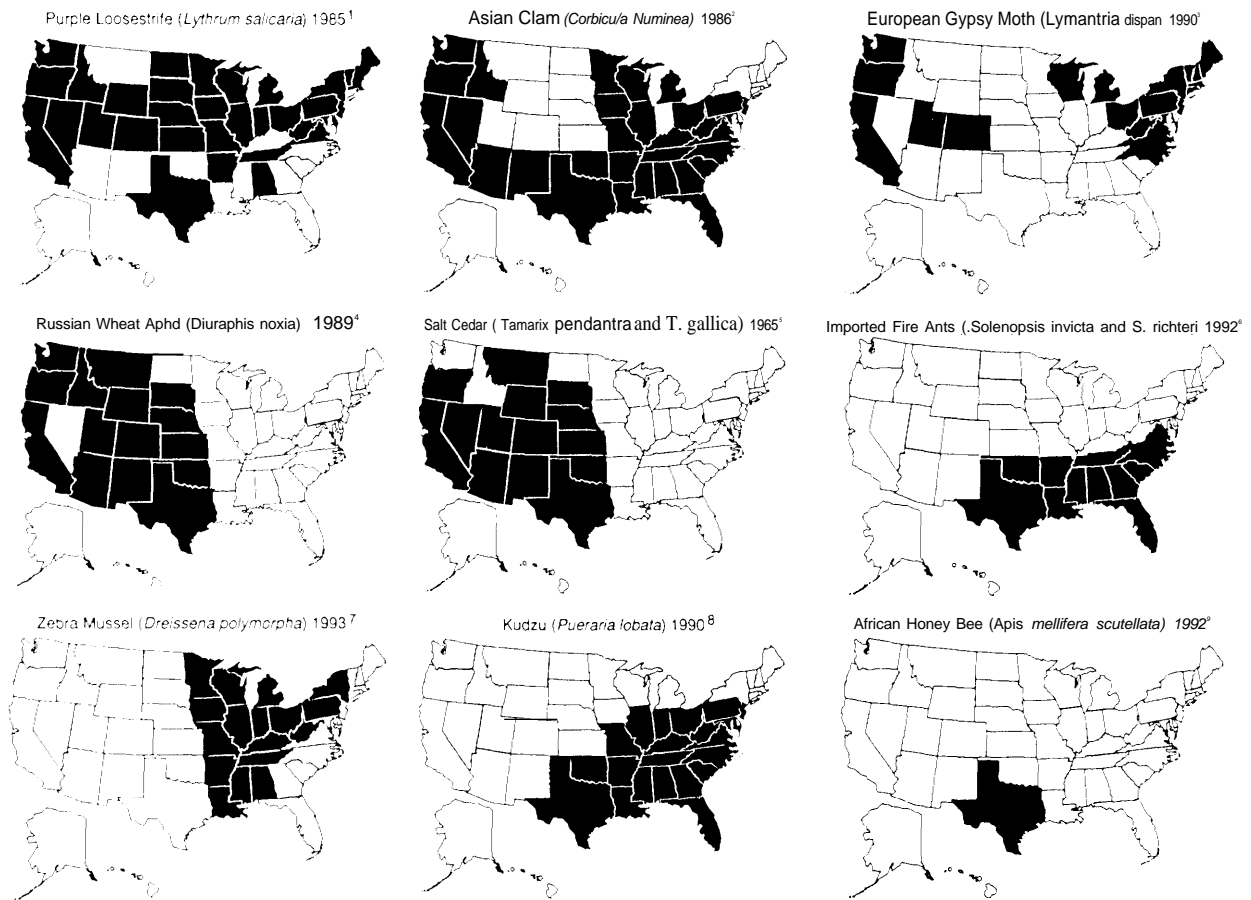 Purple Loosestrife (Lythrum salicaria) 1985¹
Asian Clam (Corbicu/a Numinea) 1986²
European Gypsy Moth (Lymantria dispan 1990³
Russian Wheat Aphd (Diuraphis noxia) 1989⁴
Salt Cedar ( Tamarix pendantra and T. gallica) 1965⁵
Imported Fire Ants (.Solenopsis invicta and S. richteri 1992⁶
Zebra Mussel (Dreissena polymorpha) 1993⁷
Kudzu (Pueraria lobata) 1990⁸
African Honey Bee (Apis mellifera scutellata) 1992⁹